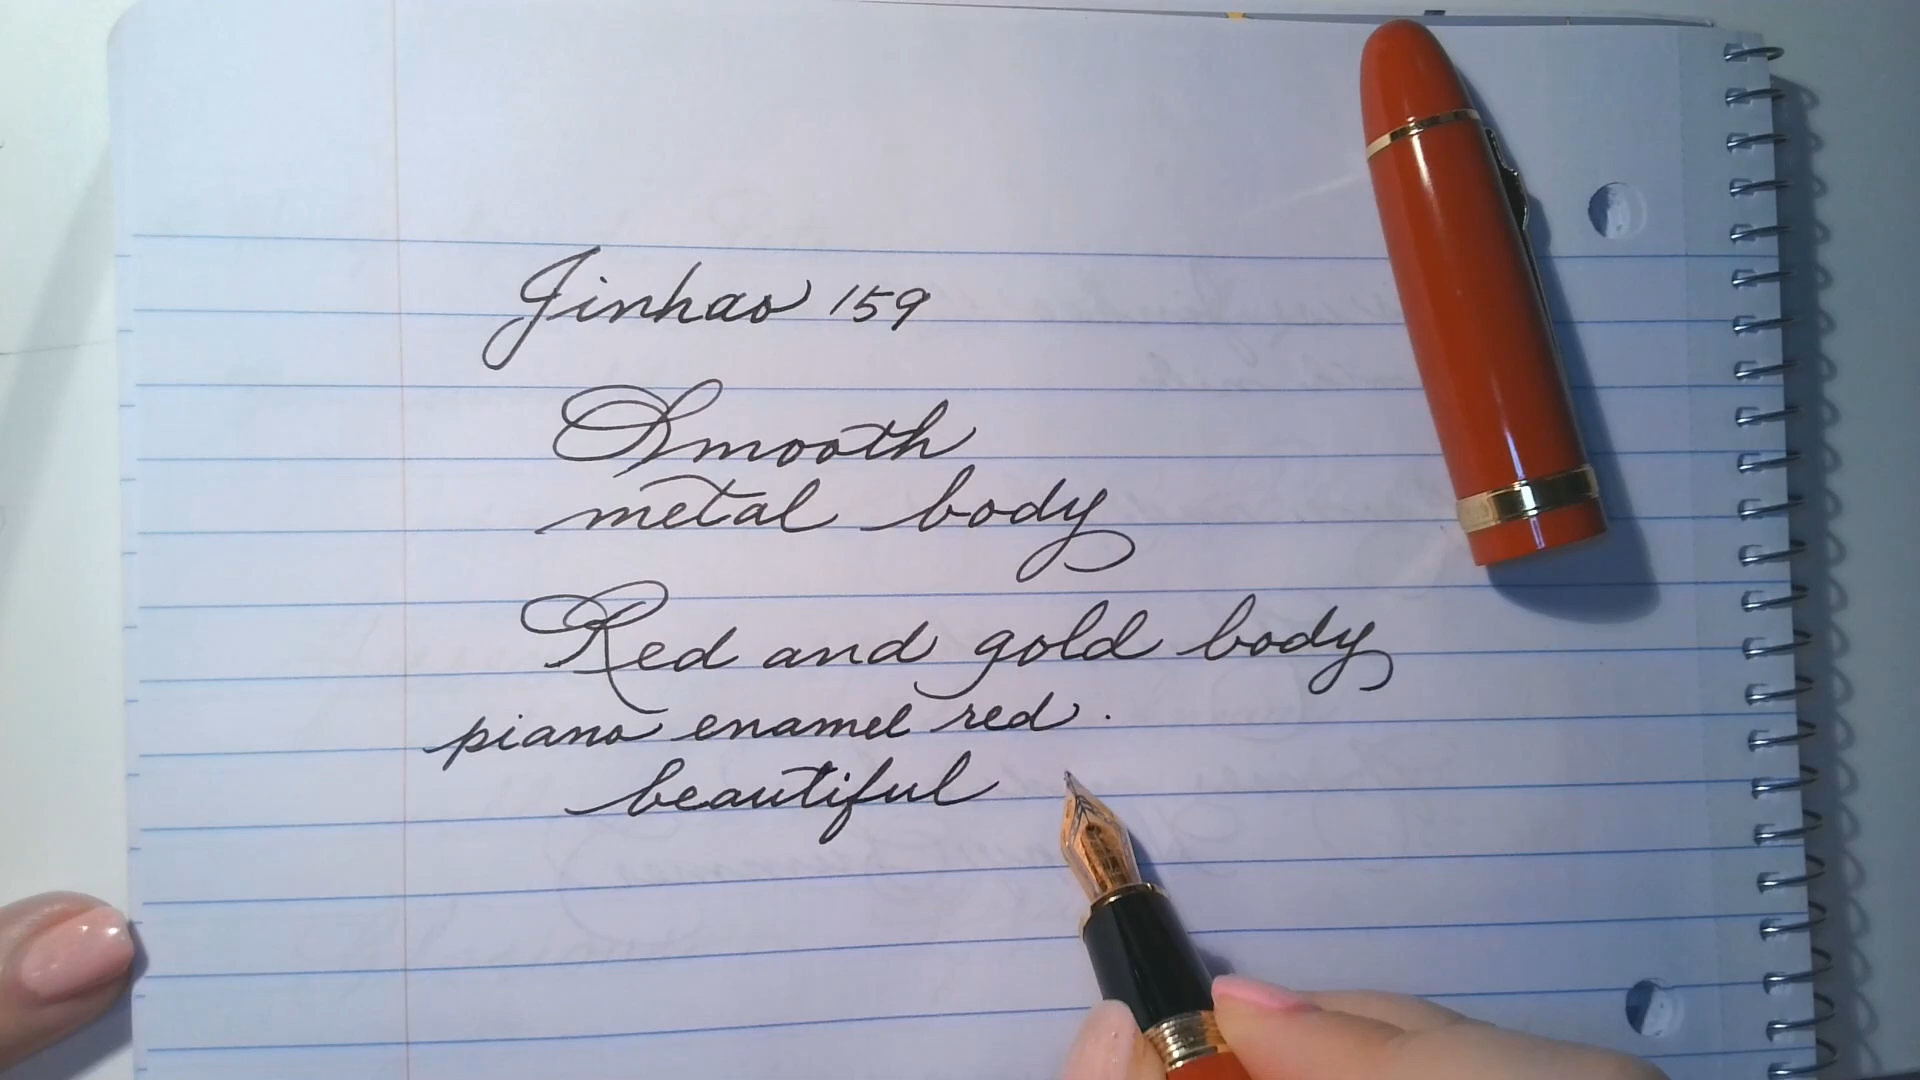 Jinhao 159
Smooth
metal body
Red and gold body
piano enamel red.
beautiful